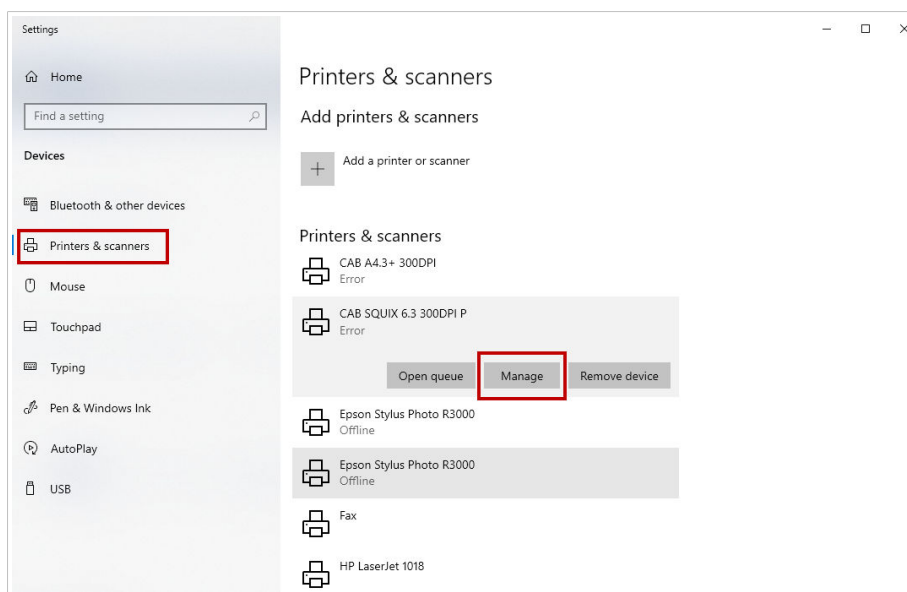 Settings
Home
Find a setting
Devices
Bluetooth & other devices
Printers & scanners
Mouse
Touchpad
Typing
Pen & Windows Ink
AutoPlay
USB
Printers & scanners
Add printers & scanners
Add a printer or scanner
Printers & scanners
CAB A4.3+ 300DPI
Error
CAB SQUIX 6.3 300DPI P
Error
Open queue Manage Remove device
Epson Stylus Photo R3000
Offline
Epson Stylus Photo R3000
Offline
Fax
HP LaserJet 1018